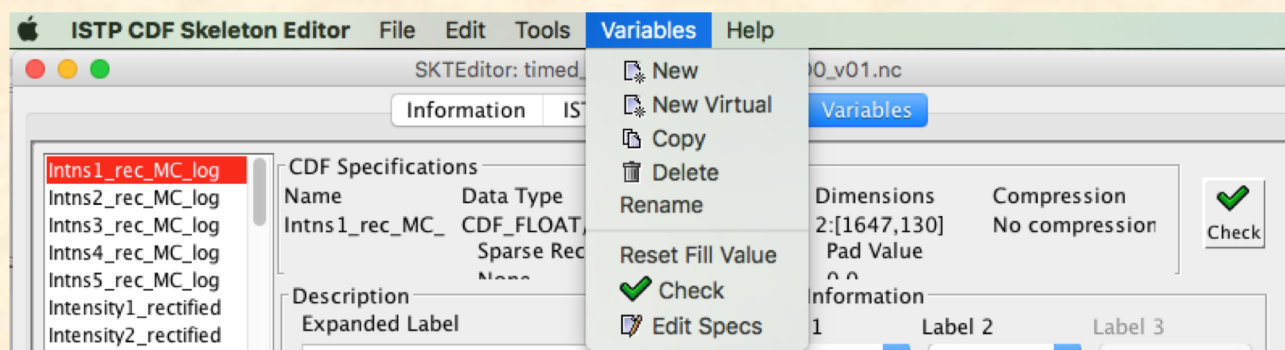 ISTP CDF Skeleton Editor File Edit Tools Variables Help
SKTEditor: timed_ 00_v01.nc
Information IST Variables
New
New Virtual
Copy
Delete
Rename
Reset Fill Value
Check
Edit Specs
Intns1_rec_MC_log
Intns2_rec_MC_log
Intns3_rec_MC_log
Intns4_rec_MC_log
Intns5_rec_MC_log
Intensity1_rectified
Intensity2_rectified
CDF Specifications
Name Data Type Dimensions Compression
Intns1_rec_MC_ CDF_FLOAT/ 2:[1647,130] No compression
Sparse Rec Pad Value
None 0.0
Check
Description Information
Expanded Label 1 Label 2 Label 3